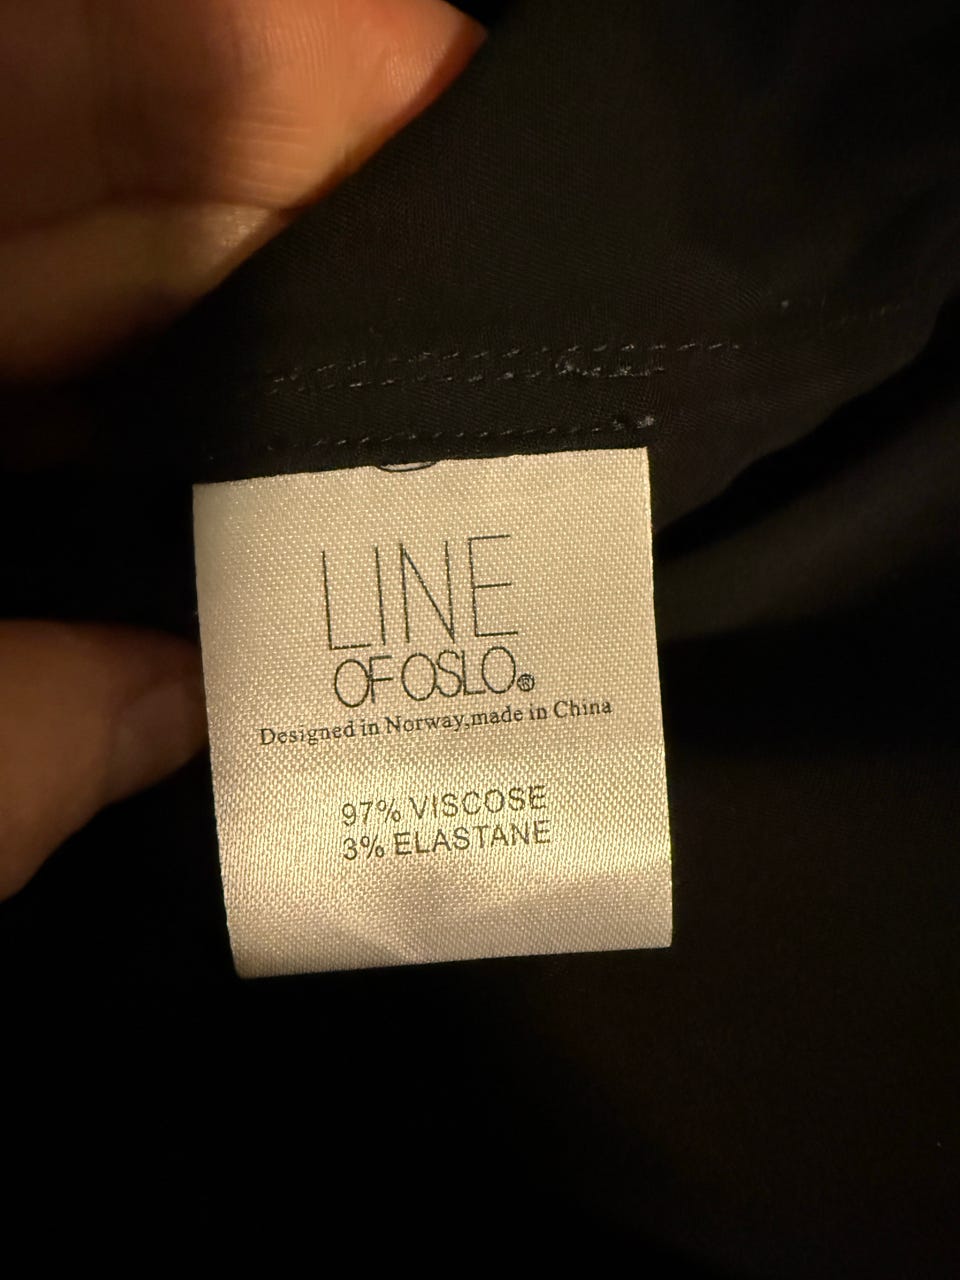 LINE
OF OSLO®
Designed in Norway,made in China
97% VISCOSE
3% ELASTANE